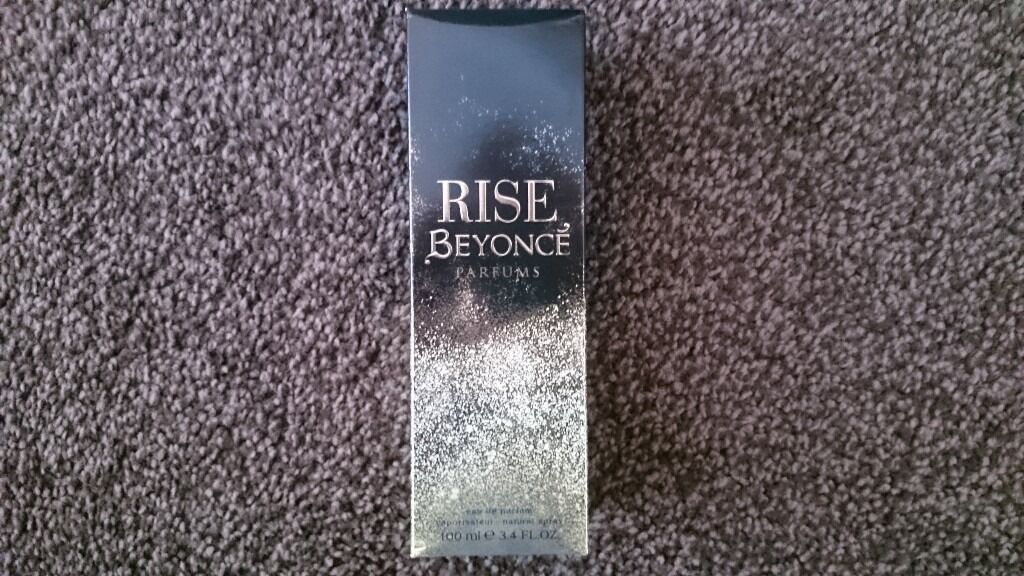 RISE
BEYONCÉ
PARFUMS
eau de parfum
vaporisateur - natural spray
100 ml ℮ 3.4 FL.OZ.